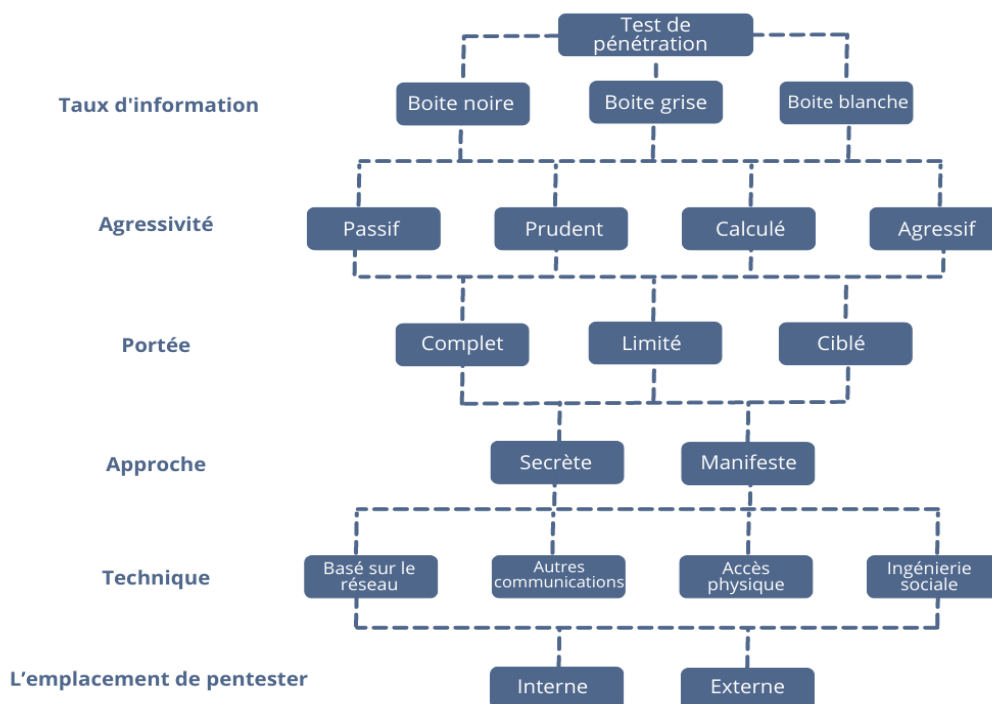 Test de
pénétration
Taux d'information
Boite noire
Boite grise
Boite blanche
Agressivité
Passif
Prudent
Calculé
Agressif
Portée
Complet
Limité
Ciblé
Approche
Secrète
Manifeste
Technique
Basé sur le
réseau
Autres
communications
Accès
physique
Ingénierie
sociale
L’emplacement de pentester
Interne
Externe